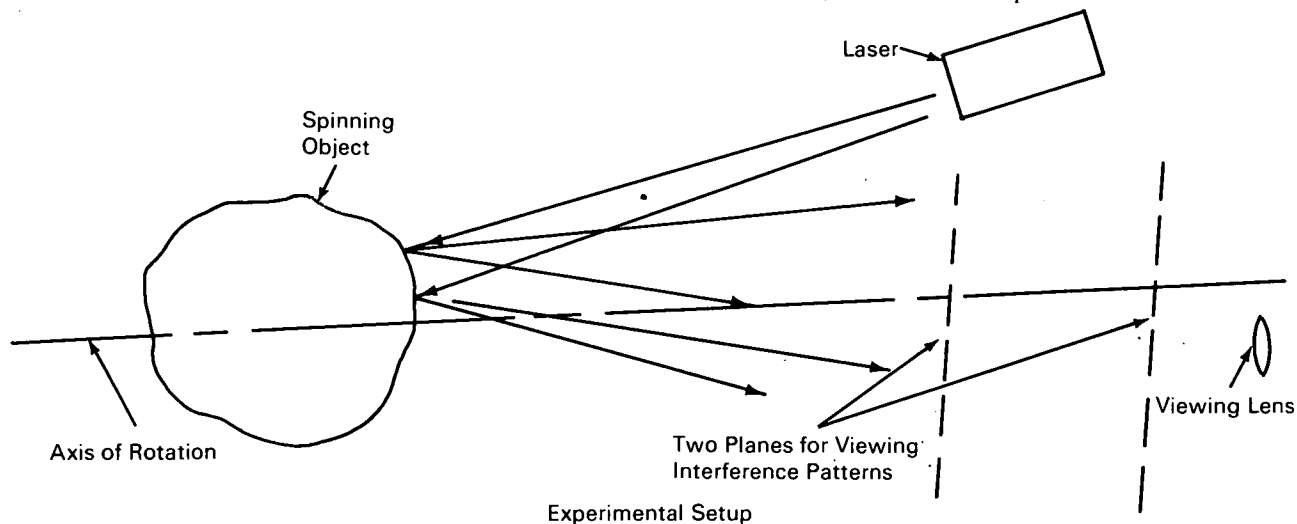 Laser
Spinning
Object
Axis of Rotation
Two Planes for Viewing
Interference Patterns
Viewing Lens
Experimental Setup